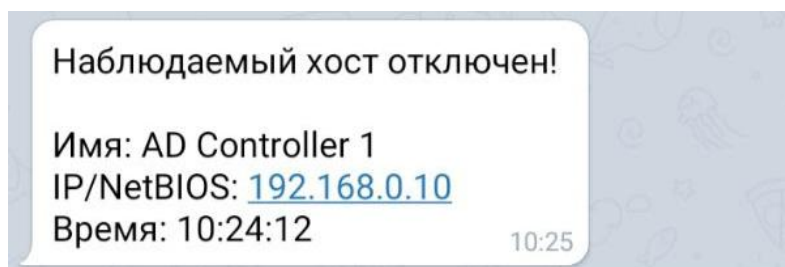 Наблюдаемый хост отключен!
Имя: AD Controller 1
IP/NetBIOS: 192.168.0.10
Время: 10:24:12
10:25